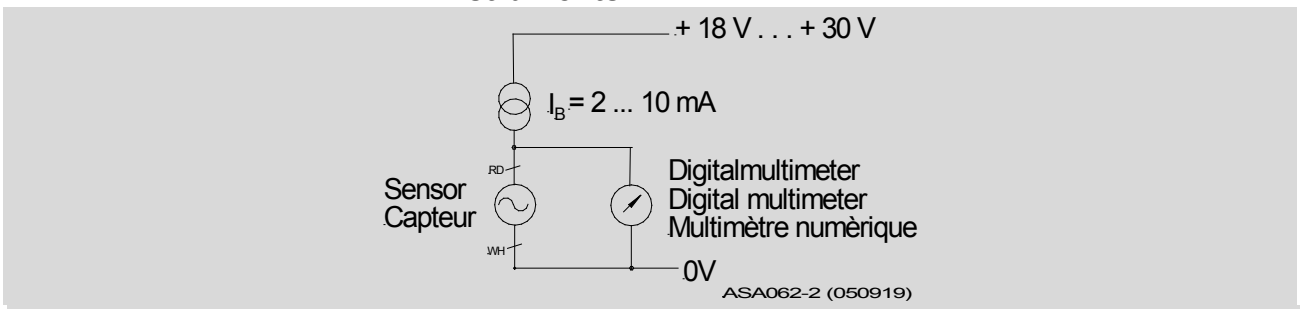 + 18 V . . . + 30 V
IB = 2 ... 10 mA
RD
Sensor
Capteur
Digitalmultimeter
Digital multimeter
Multimètre numèrique
WH
0V
ASA062-2 (050919)